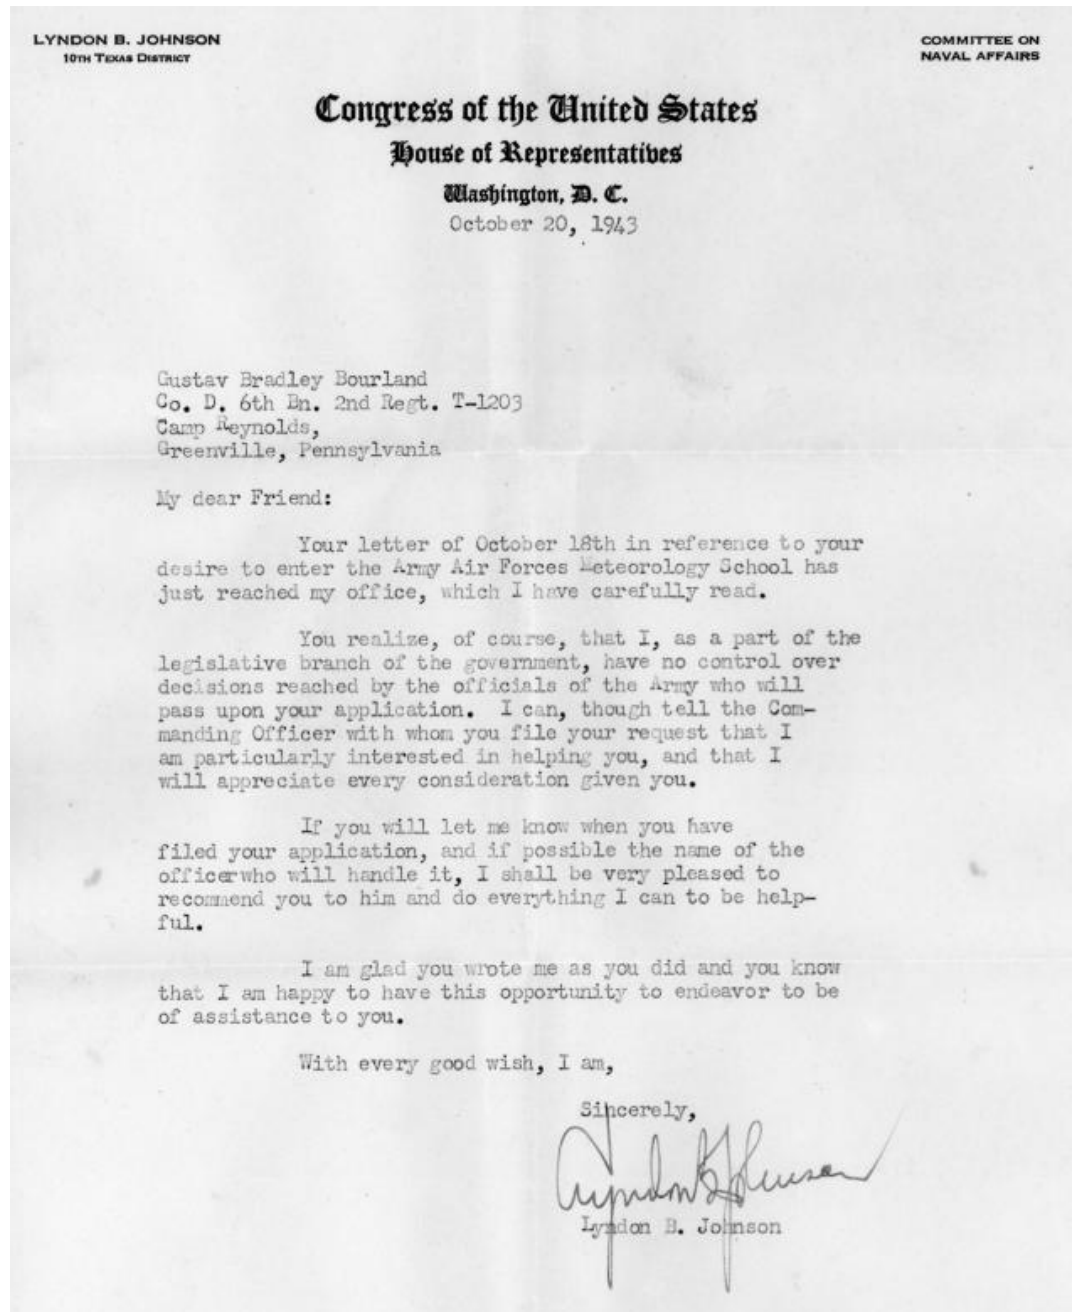 LYNDON B. JOHNSON
10TH TEXAS DISTRICT
COMMITTEE ON
NAVAL AFFAIRS
Congress of the United States
House of Representatives
Washington, D. C.
October 20, 1943
Gustav Bradley Bourland
Co. D. 6th Bn. 2nd Regt. T-1203
Camp Reynolds,
Greenville, Pennsylvania
My dear Friend:
Your letter of October 18th in reference to your
desire to enter the Army Air Forces Meteorology School has
just reached my office, which I have carefully read.
You realize, of course, that I, as a part of the
legislative branch of the government, have no control over
decisions reached by the officials of the Army who will
pass upon your application. I can, though tell the Com-
manding Officer with whom you file your request that I
am particularly interested in helping you, and that I
will appreciate every consideration given you.
If you will let me know when you have
filed your application, and if possible the name of the
officerwho will handle it, I shall be very pleased to
recommend you to him and do everything I can to be help-
ful.
I am glad you wrote me as you did and you know
that I am happy to have this opportunity to endeavor to be
of assistance to you.
With every good wish, I am,
Sincerely,
Lyndon B Johnson
Lyndon B. Johnson